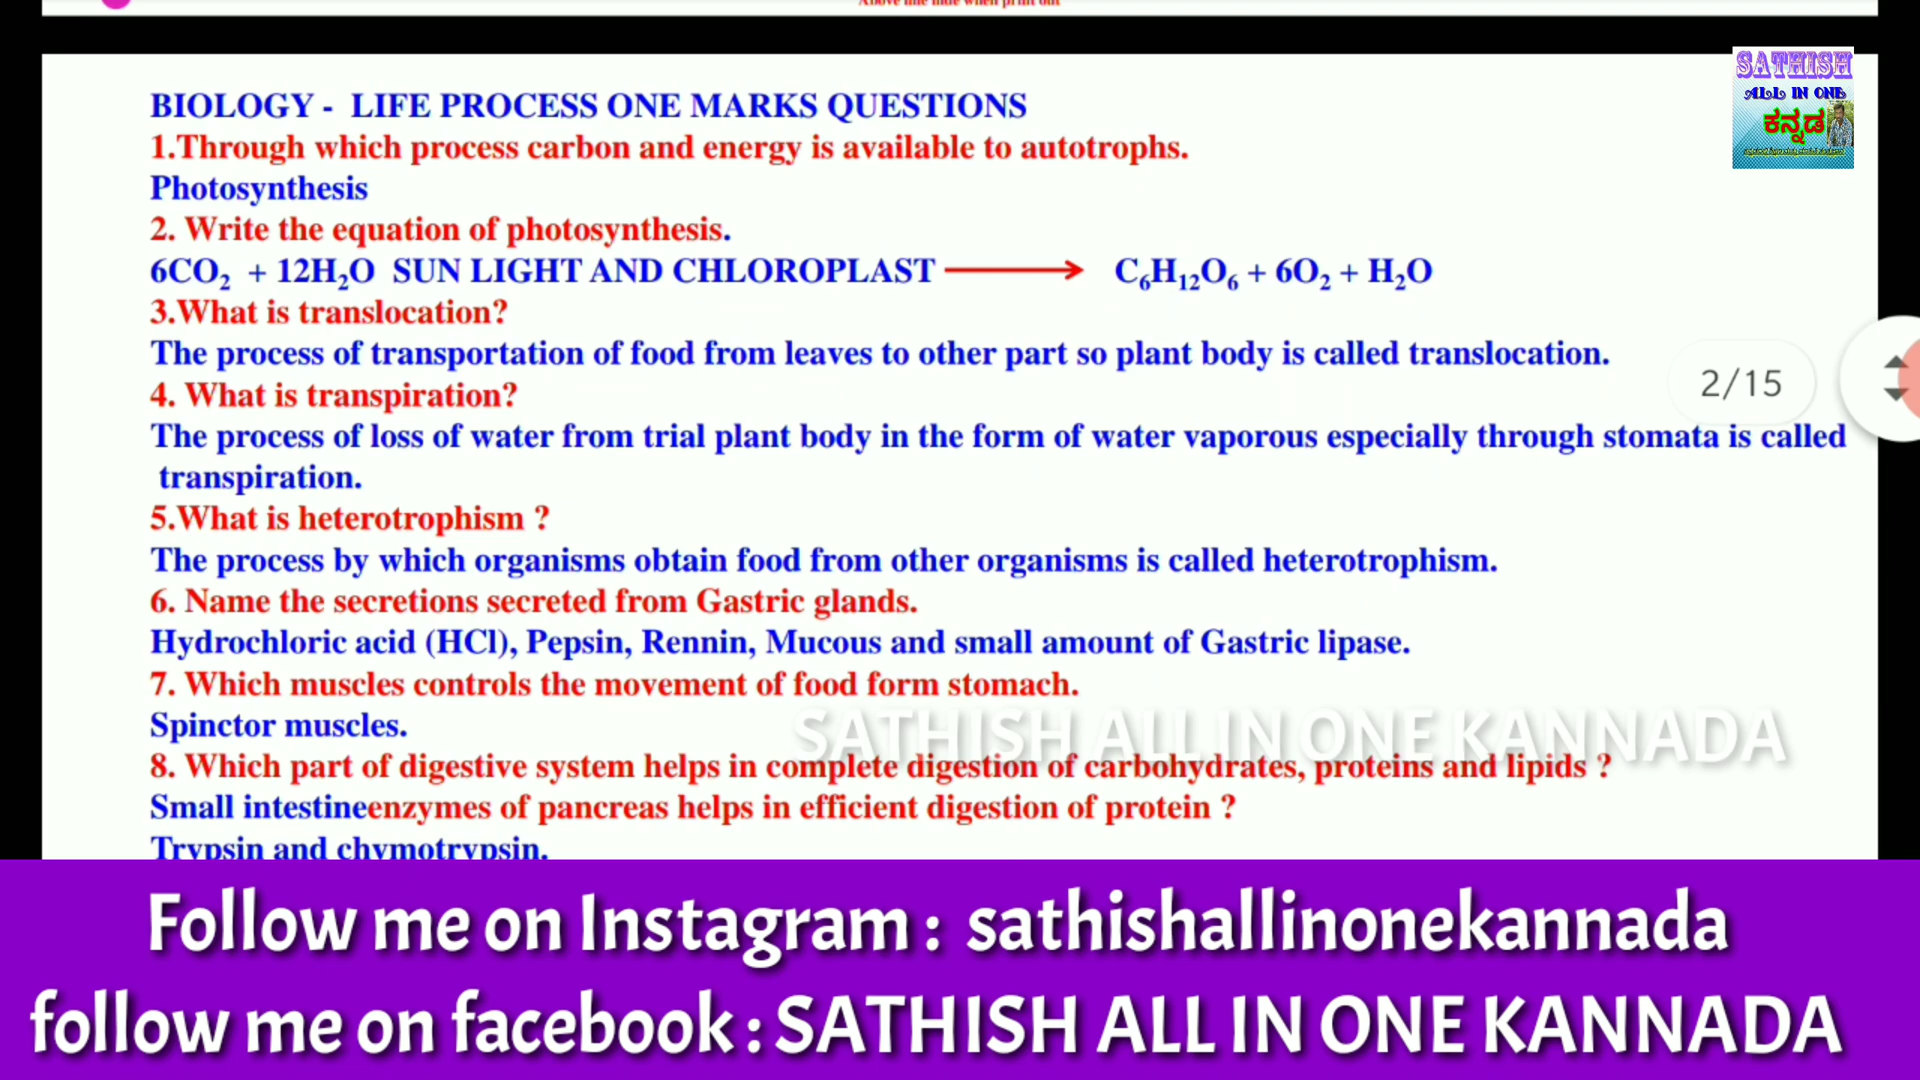 Above line hide when print out
SATHISH
ALL IN ONE
ಕನ್ನಡ
BIOLOGY - LIFE PROCESS ONE MARKS QUESTIONS
1.Through which process carbon and energy is available to autotrophs.
Photosynthesis
2. Write the equation of photosynthesis.
6CO₂ + 12H₂O SUN LIGHT AND CHLOROPLAST ⟶ C₆H₁₂O₆ + 6O₂ + H₂O
3.What is translocation?
The process of transportation of food from leaves to other part so plant body is called translocation.
2/15
4. What is transpiration?
The process of loss of water from trial plant body in the form of water vaporous especially through stomata is called
transpiration.
5.What is heterotrophism ?
The process by which organisms obtain food from other organisms is called heterotrophism.
6. Name the secretions secreted from Gastric glands.
Hydrochloric acid (HCl), Pepsin, Rennin, Mucous and small amount of Gastric lipase.
7. Which muscles controls the movement of food form stomach.
Spinctor muscles.
SATHISH ALL IN ONE KANNADA
8. Which part of digestive system helps in complete digestion of carbohydrates, proteins and lipids ?
Small intestineenzymes of pancreas helps in efficient digestion of protein ?
Trypsin and chymotrypsin.
Follow me on Instagram : sathishallinonekannada
follow me on facebook : SATHISH ALL IN ONE KANNADA